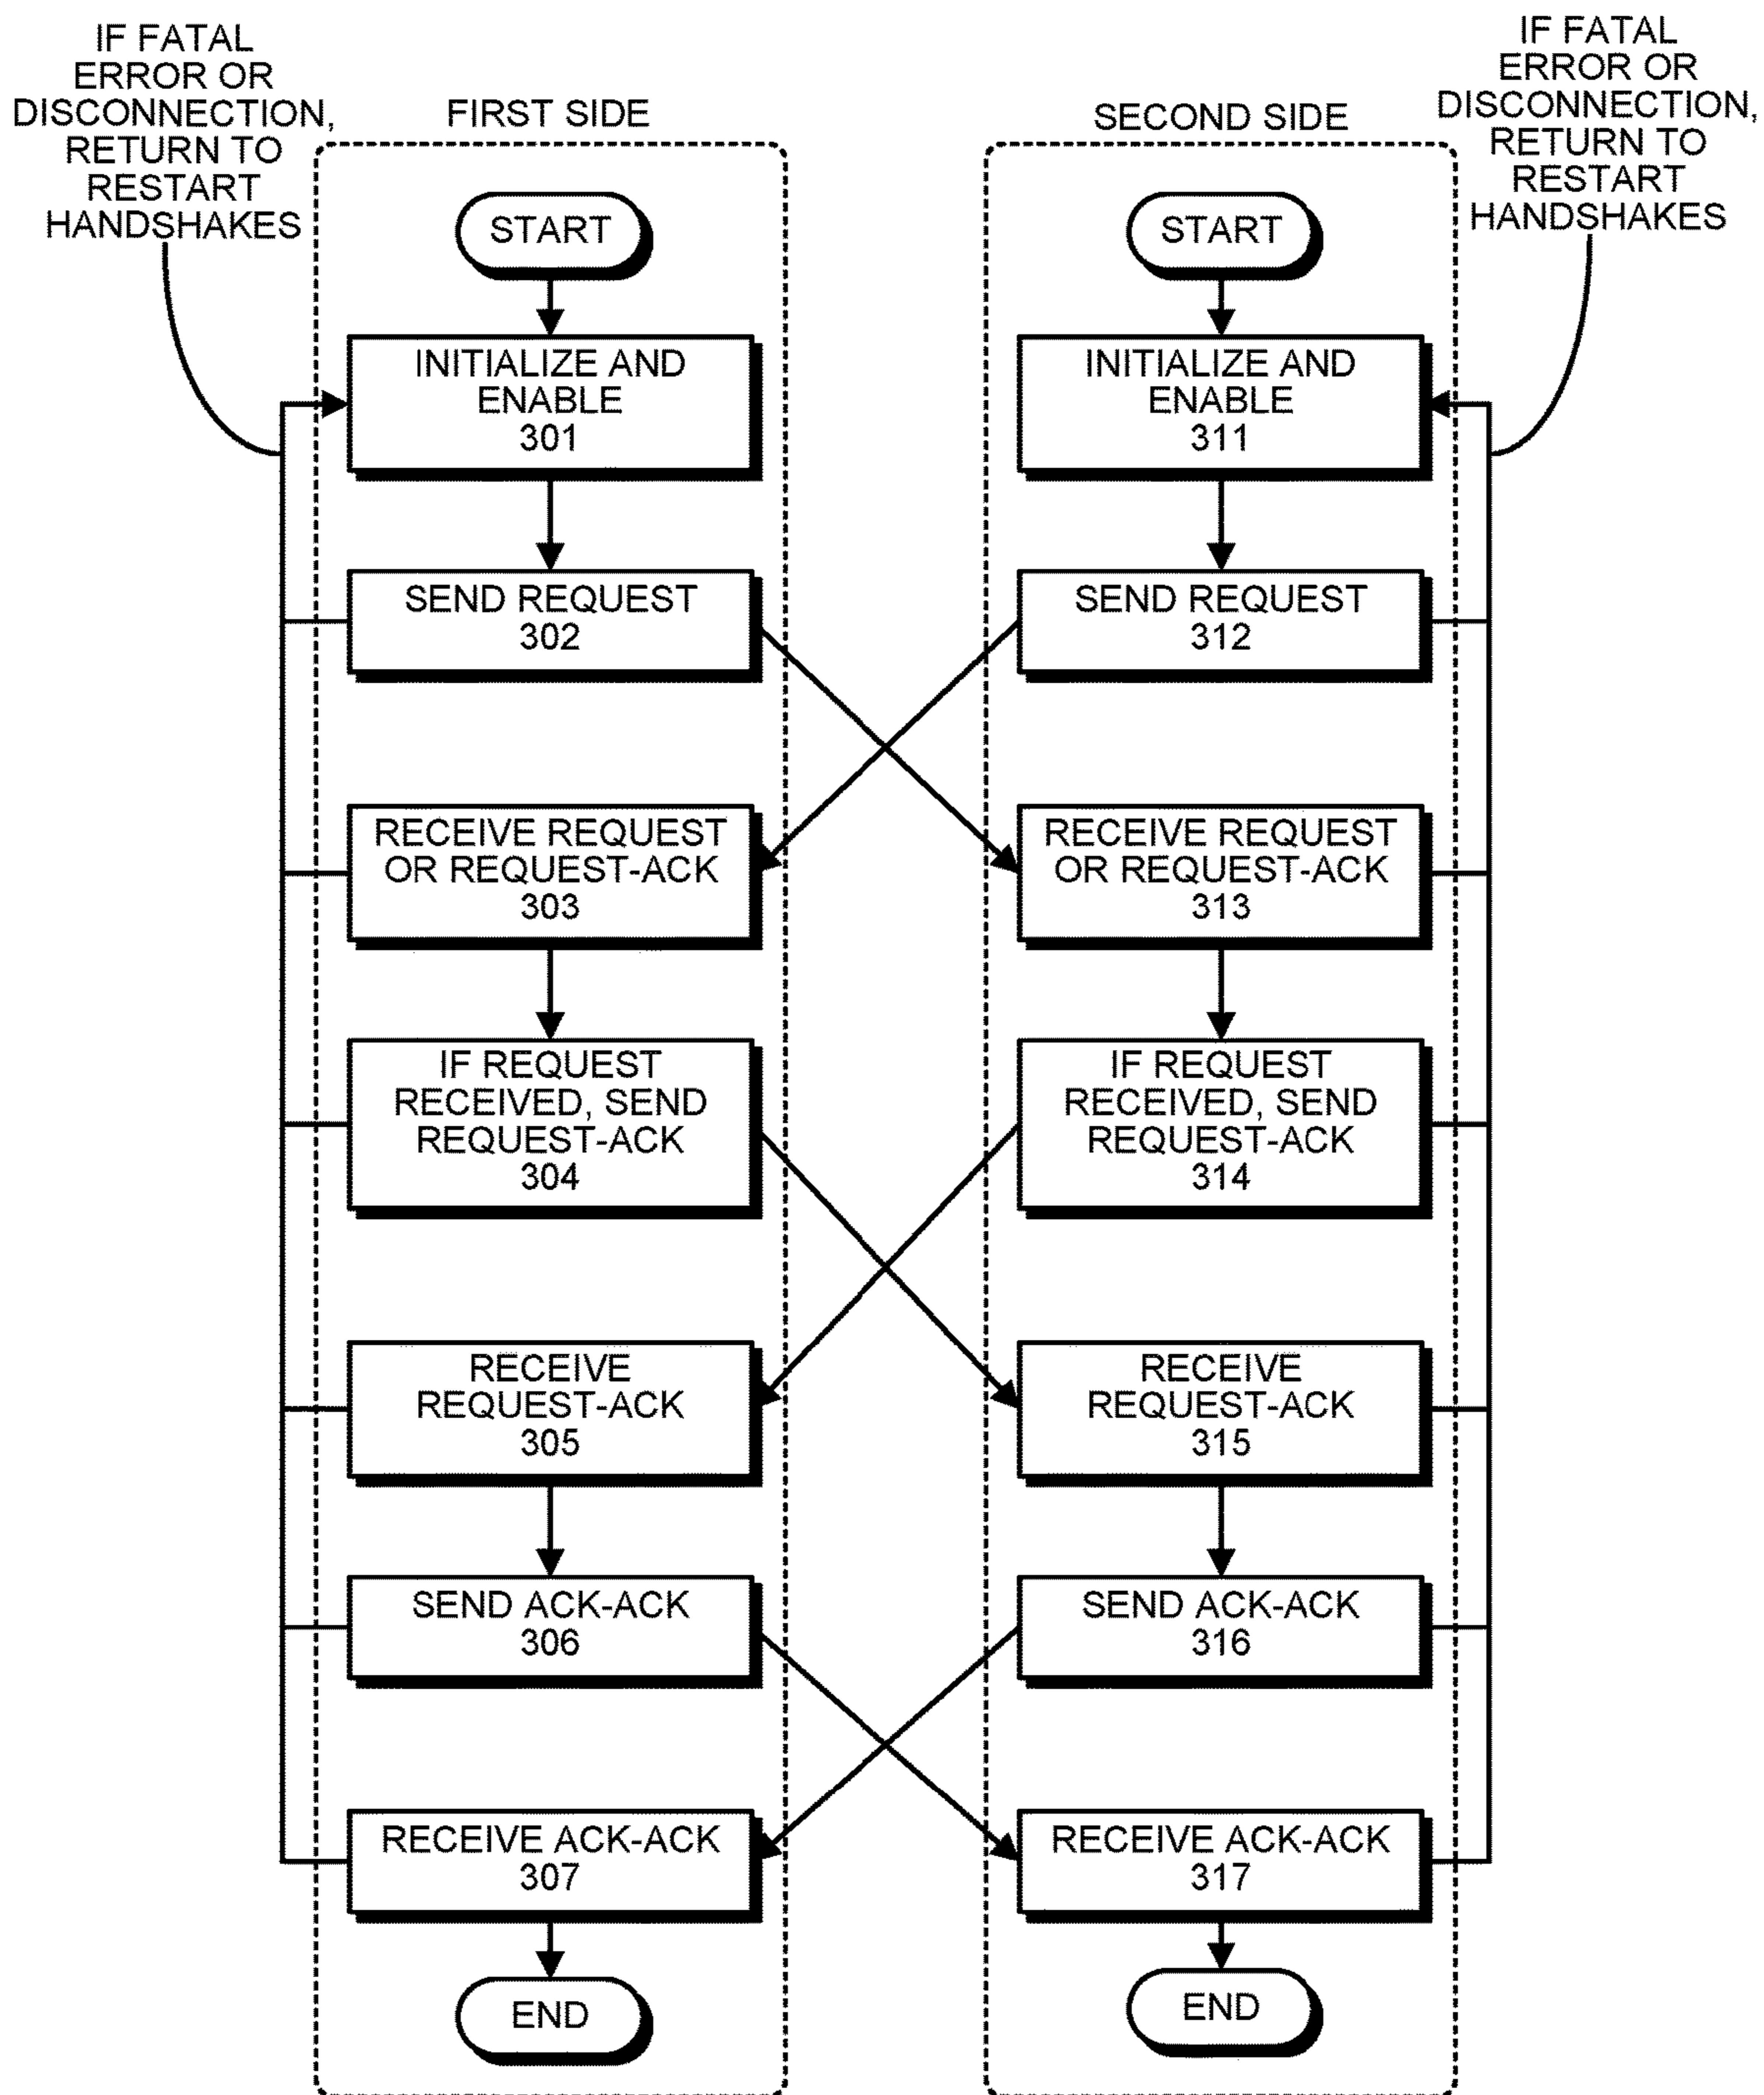 IF FATAL
ERROR OR
DISCONNECTION,
RETURN TO
RESTART
HANDSHAKES
FIRST SIDE
START
INITIALIZE AND
ENABLE
301
SEND REQUEST
302
RECEIVE REQUEST
OR REQUEST-ACK
303
IF REQUEST
RECEIVED, SEND
REQUEST-ACK
304
RECEIVE
REQUEST-ACK
305
SEND ACK-ACK
306
RECEIVE ACK-ACK
307
END
SECOND SIDE
START
INITIALIZE AND
ENABLE
311
SEND REQUEST
312
RECEIVE REQUEST
OR REQUEST-ACK
313
IF REQUEST
RECEIVED, SEND
REQUEST-ACK
314
RECEIVE
REQUEST-ACK
315
SEND ACK-ACK
316
RECEIVE ACK-ACK
317
END
IF FATAL
ERROR OR
DISCONNECTION,
RETURN TO
RESTART
HANDSHAKES